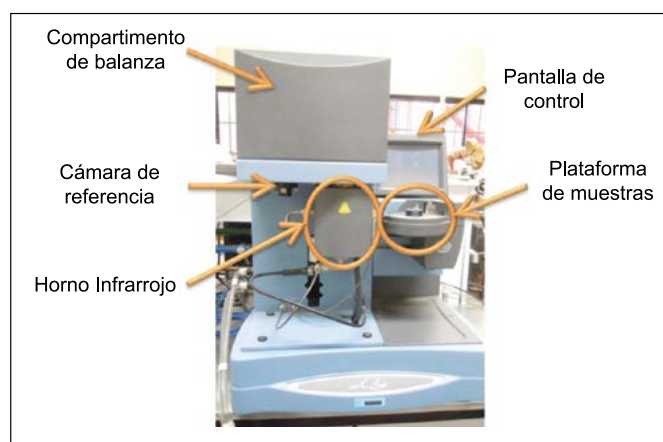 Compartimento
de balanza
Pantalla de
control
Cámara de
referencia
Plataforma
de muestras
Horno Infrarrojo